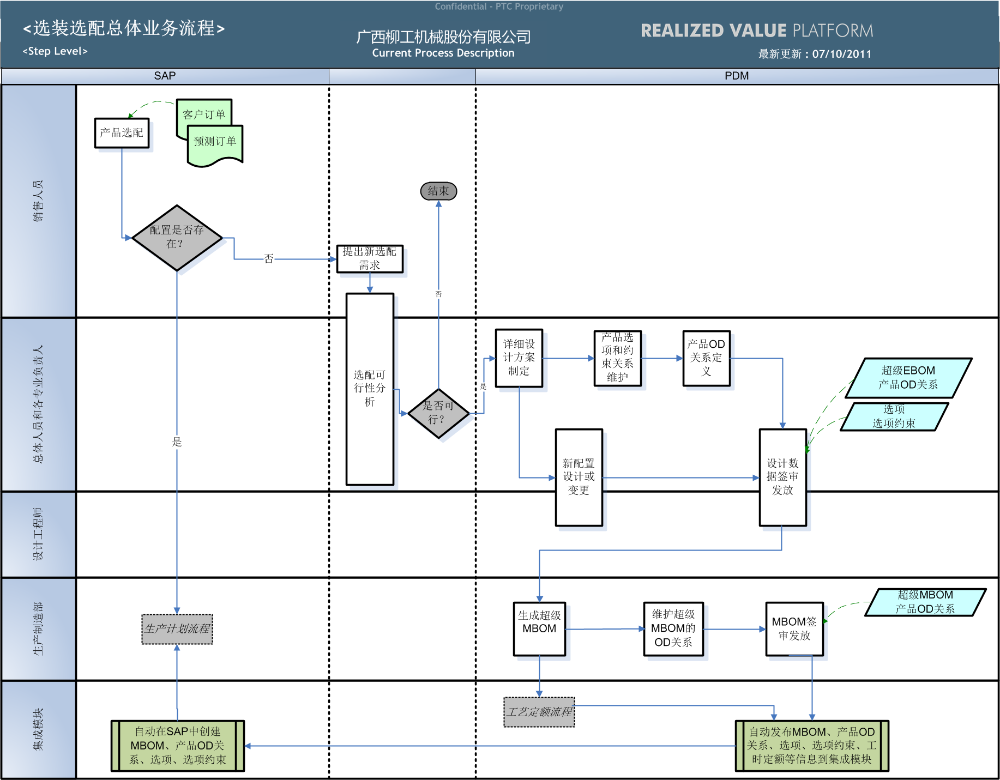 Confidential - PTC Proprietary
<选装选配总体业务流程>
<Step Level>
广西柳工机械股份有限公司
Current Process Description
REALIZED VALUE PLATFORM
最新更新：07/10/2011
SAP
PDM
销售人员
产品选配
客户订单
预测订单
结束
配置是否存
在？
否
提出新选配
需求
否
总体人员和各专业负责人
是
选配可
行性分
析
是否可
行？
是
详细设
计方案
制定
产品选
项和约
束关系
维护
产品OD
关系定
义
超级EBOM
产品OD关系
选项
选项约束
新配置
设计或
变更
设计数
据签审
发放
设计工程师
生产制造部
生产计划流程
生成超级
MBOM
维护超级
MBOM的
OD关系
MBOM签
审发放
超级MBOM
产品OD关系
集成模块
工艺定额流程
自动在SAP中创建
MBOM、产品OD关
系、选项、选项约束
自动发布MBOM、产品OD
关系、选项、选项约束、工
时定额等信息到集成模块